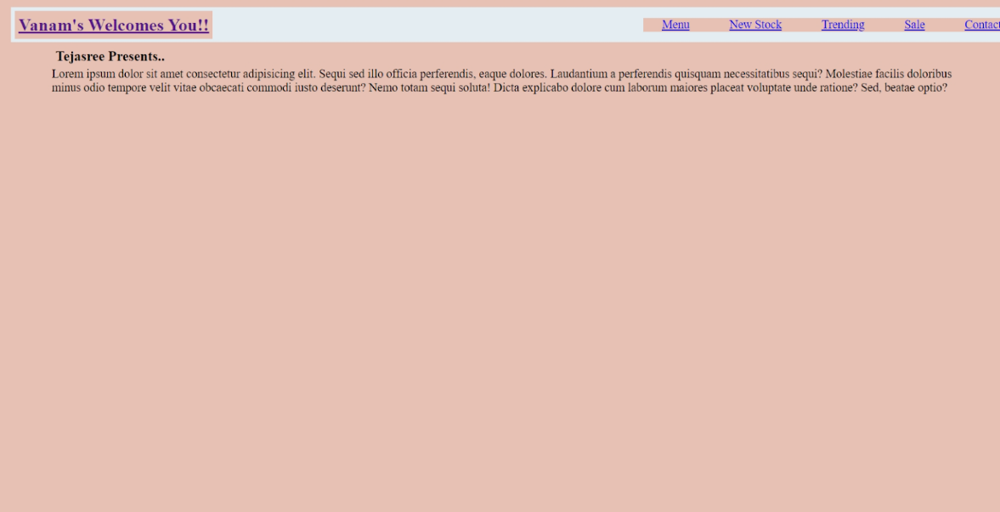 Vanam's Welcomes You!!
Menu New Stock Trending Sale Contact
Tejasree Presents..
Lorem ipsum dolor sit amet consectetur adipisicing elit. Sequi sed illo officia perferendis, eaque dolores. Laudantium a perferendis quisquam necessitatibus sequi? Molestiae facilis doloribus
minus odio tempore velit vitae obcaecati commodi iusto deserunt? Nemo totam sequi soluta! Dicta explicabo dolore cum laborum maiores placeat voluptate unde ratione? Sed, beatae optio?